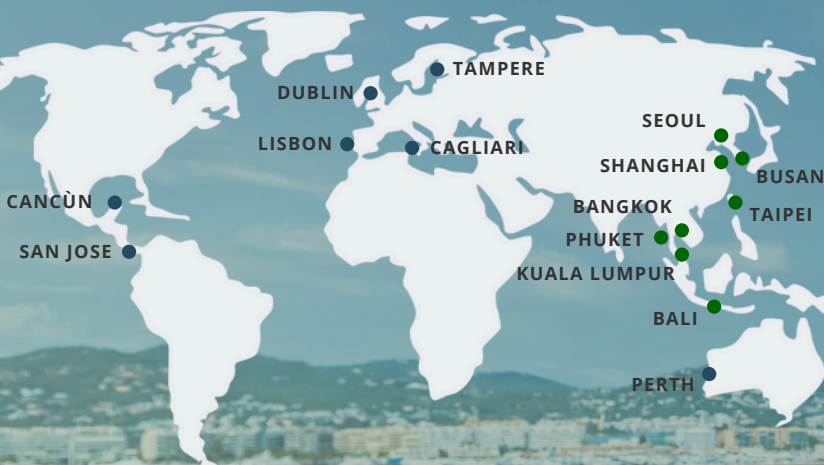 TAMPERE
DUBLIN
SEOUL
LISBON
CAGLIARI
SHANGHAI
BUSAN
CANCÙN
BANGKOK
TAIPEI
PHUKET
SAN JOSE
KUALA LUMPUR
BALI
PERTH